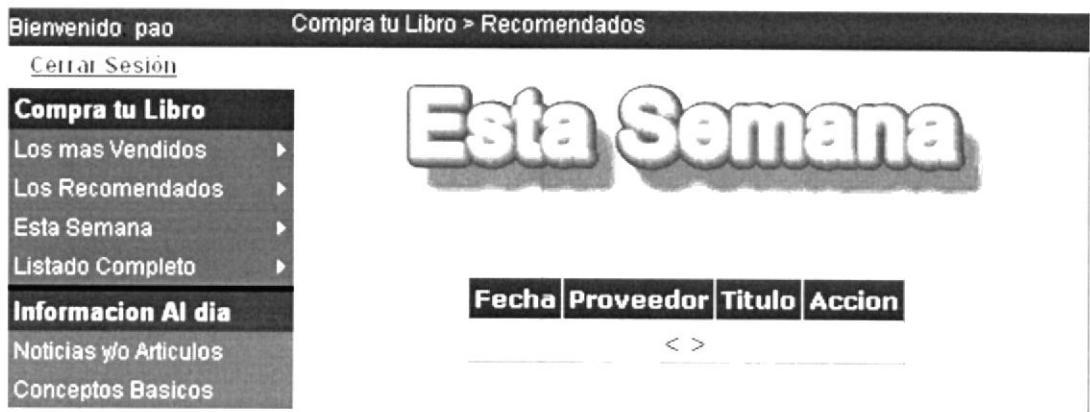 Bienvenido pao
Compra tu Libro > Recomendados
Cerrar Sesión
Compra tu Libro
Los mas Vendidos
Los Recomendados
Esta Semana
Listado Completo
Informacion Al dia
Noticias y/o Articulos
Conceptos Basicos
Esta Semana
Fecha Proveedor Titulo Accion
< >